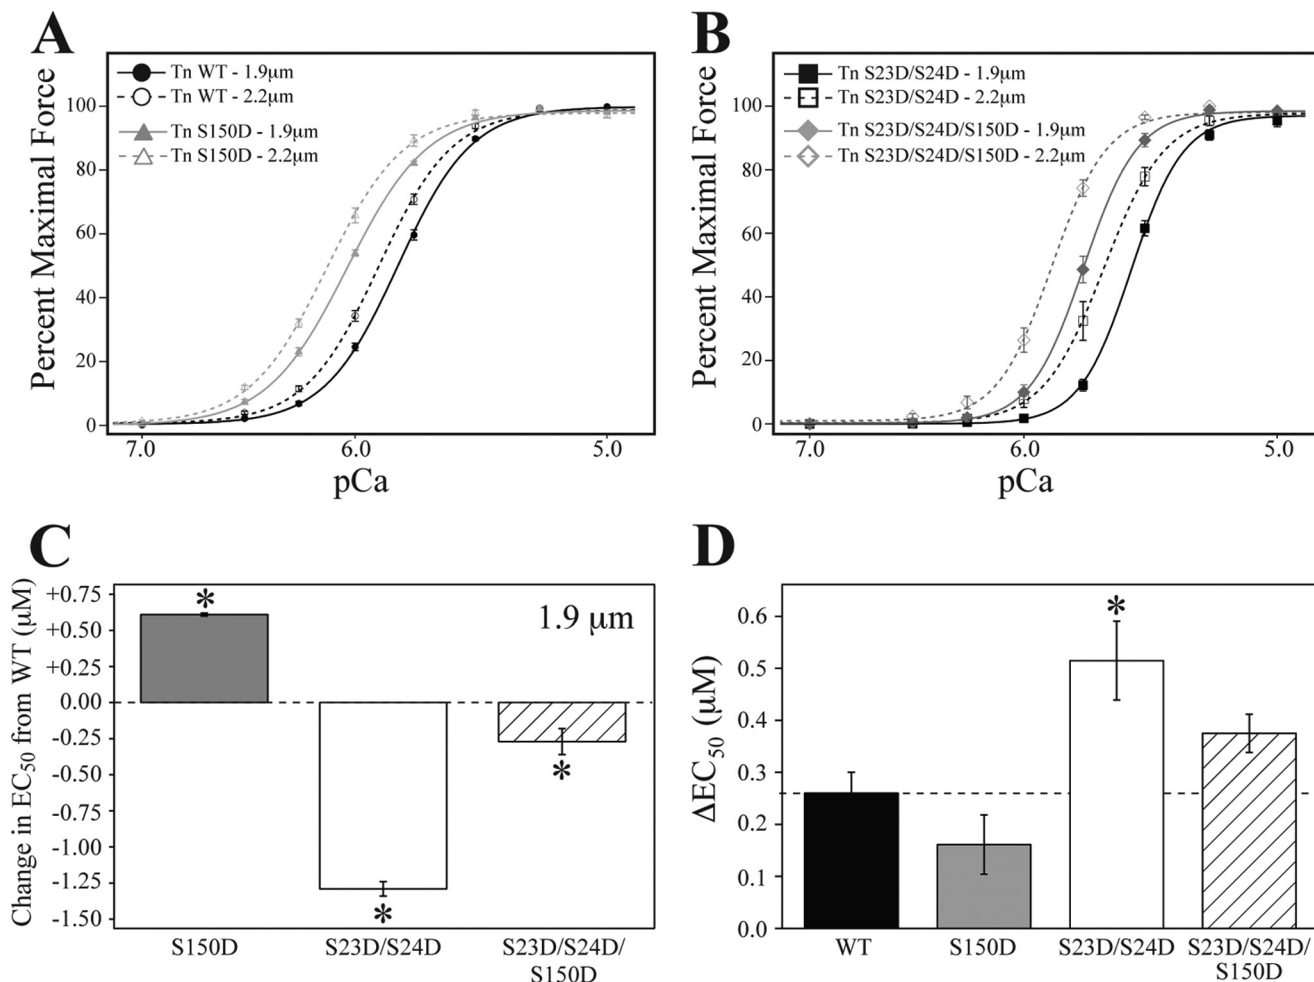 A
Tn WT - 1.9μm
Tn WT - 2.2μm
Tn S150D - 1.9μm
Tn S150D - 2.2μm
Percent Maximal Force
100
80
60
40
20
0
7.0
6.0
5.0
pCa
B
Tn S23D/S24D - 1.9μm
Tn S23D/S24D - 2.2μm
Tn S23D/S24D/S150D - 1.9μm
Tn S23D/S24D/S150D - 2.2μm
Percent Maximal Force
100
80
60
40
20
0
7.0
6.0
5.0
pCa
C
Change in EC50 from WT (μM)
+0.75
+0.50
+0.25
0.00
-0.25
-0.50
-0.75
-1.00
-1.25
-1.50
1.9 μm
*
*
*
S150D
S23D/S24D
S23D/S24D/
S150D
D
ΔEC50 (μM)
0.6
0.5
0.4
0.3
0.2
0.1
0.0
*
WT
S150D
S23D/S24D
S23D/S24D/
S150D